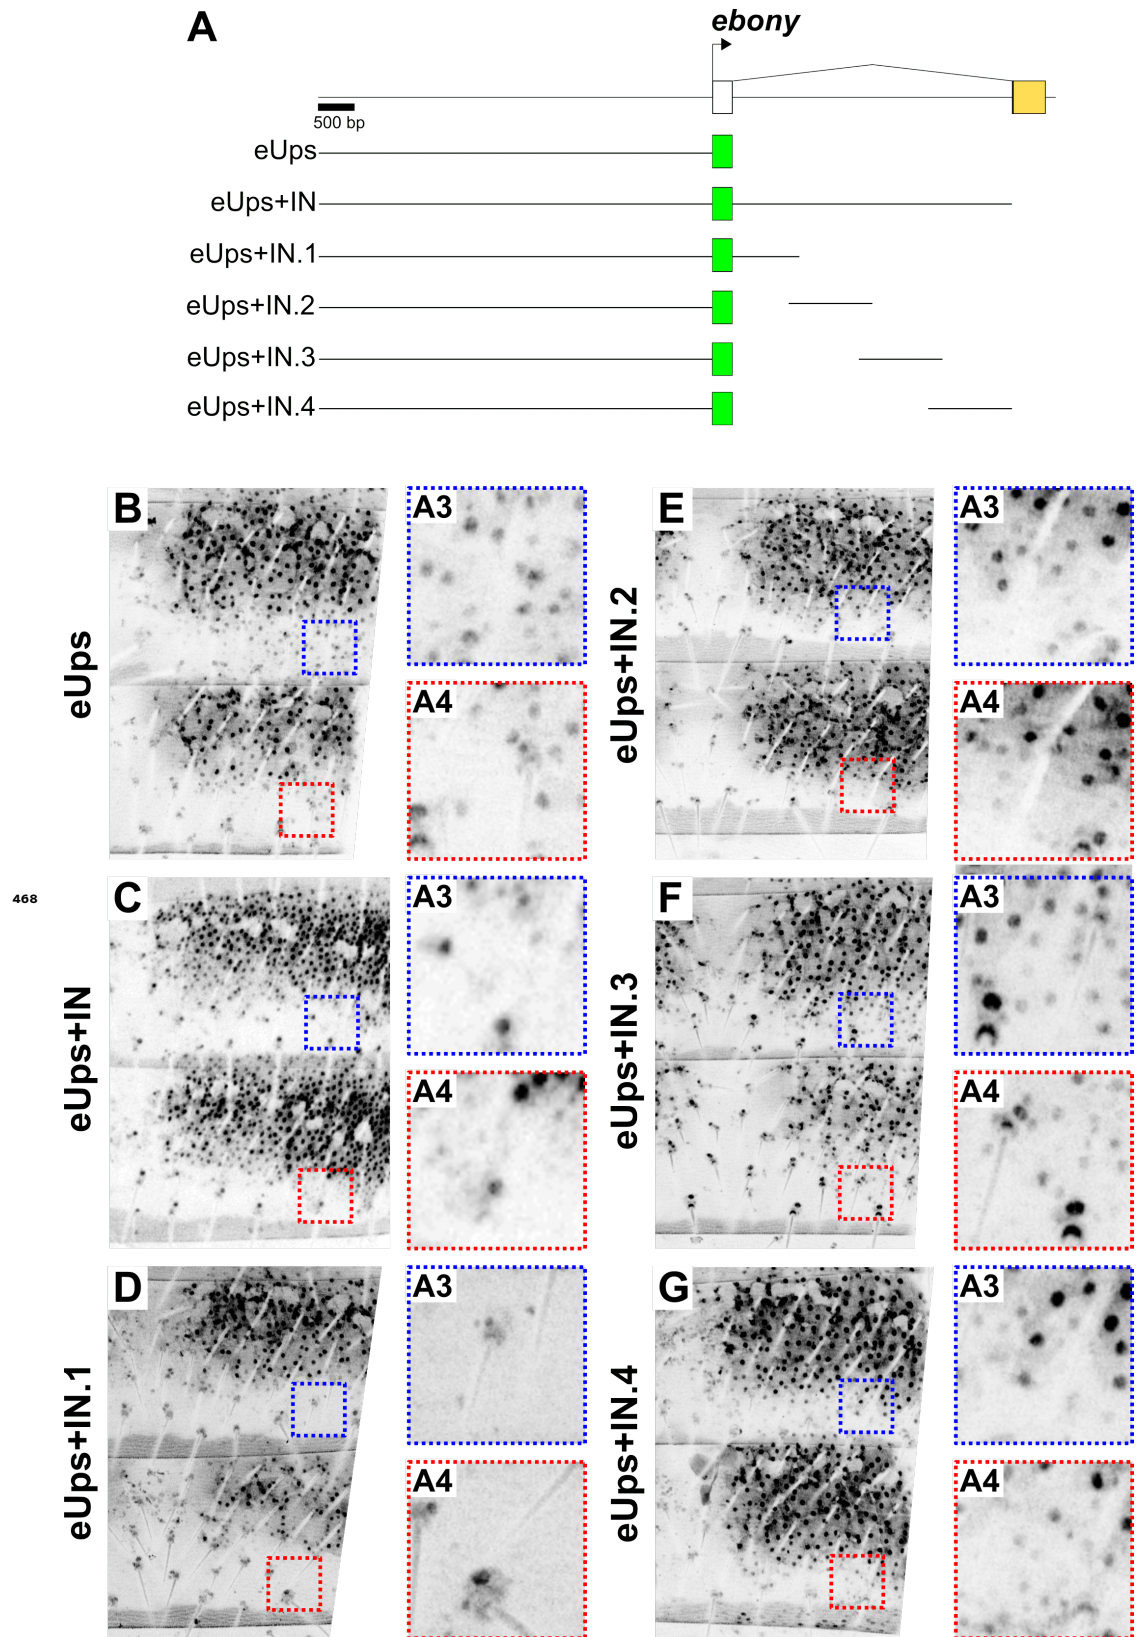 A
ebony
500 bp
eUps
eUps+IN
eUps+IN.1
eUps+IN.2
eUps+IN.3
eUps+IN.4
B
A3
A4
eUps
E
A3
A4
eUps+IN.2
468
C
A3
A4
eUps+IN
F
A3
A4
eUps+IN.3
D
A3
A4
eUps+IN.1
G
A3
A4
eUps+IN.4